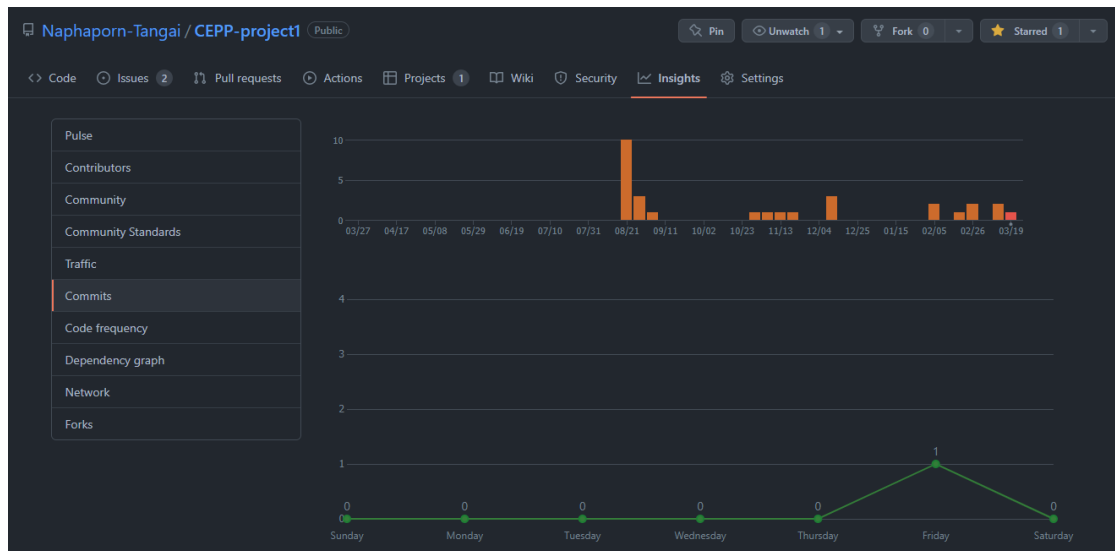 Naphaporn-Tangai / CEPP-project1 Public
Pin Unwatch 1 Fork 0 Starred 1
<> Code Issues 2 Pull requests Actions Projects 1 Wiki Security Insights Settings
Pulse
Contributors
Community
Community Standards
Traffic
Commits
Code frequency
Dependency graph
Network
Forks
10
5
0
03/27 04/17 05/08 05/29 06/19 07/10 07/31 08/21 09/11 10/02 10/23 11/13 12/04 12/25 01/15 02/05 02/26 03/19
4
3
2
1
0
0 0 0 0 0 1 0
Sunday Monday Tuesday Wednesday Thursday Friday Saturday